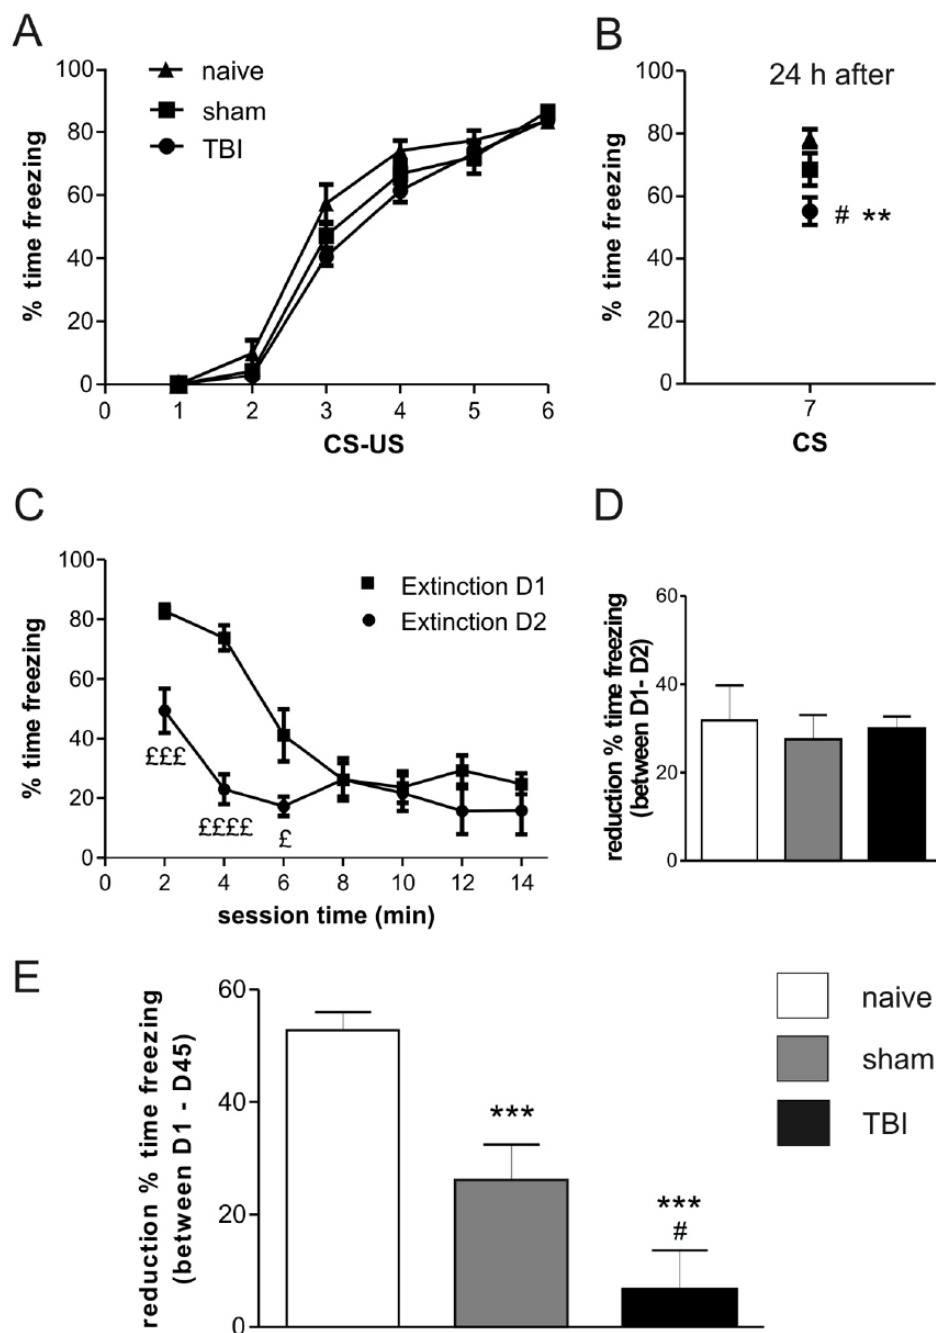 A
naive
sham
TBI
% time freezing
100
80
60
40
20
0
0 1 2 3 4 5 6
CS-US
B
24 h after
% time freezing
100
80
60
40
20
0
# **
7
CS
C
Extinction D1
Extinction D2
% time freezing
100
80
60
40
20
0
£££
££££
£
0 2 4 6 8 10 12 14
session time (min)
D
reduction % time freezing
(between D1- D2)
60
40
20
0
E
reduction % time freezing
(between D1 - D45)
60
40
20
0
***
***
#
naive
sham
TBI